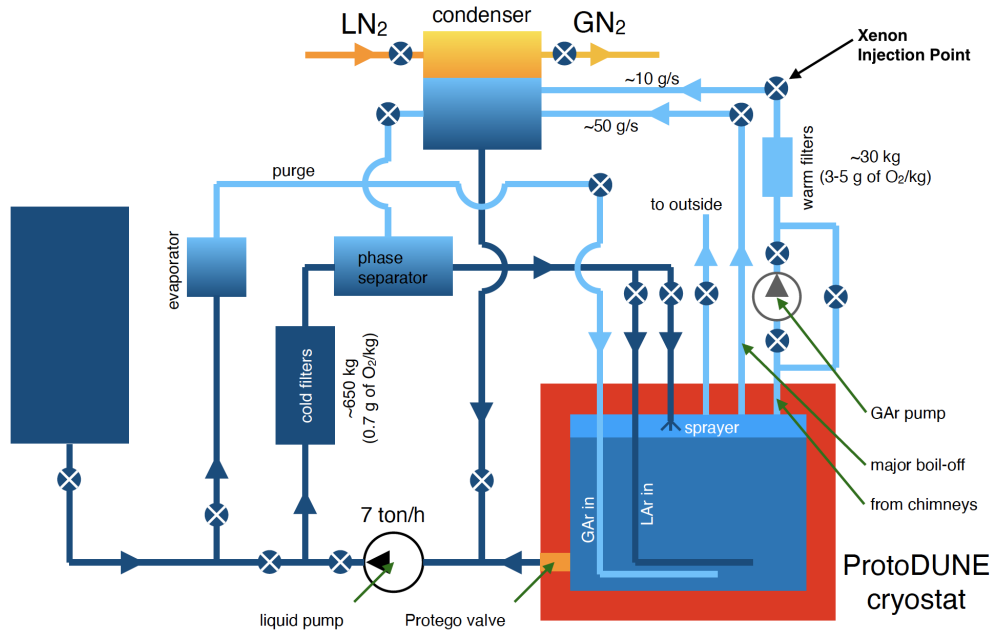 condenser
LN₂
GN₂
Xenon
Injection Point
~10 g/s
~50 g/s
warm filters
~30 kg
(3-5 g of O₂/kg)
purge
to outside
evaporator
phase
separator
cold filters
~650 kg
(0.7 g of O₂/kg)
sprayer
GAr pump
major boil-off
from chimneys
GAr in
LAr in
7 ton/h
liquid pump
Protego valve
ProtoDUNE
cryostat